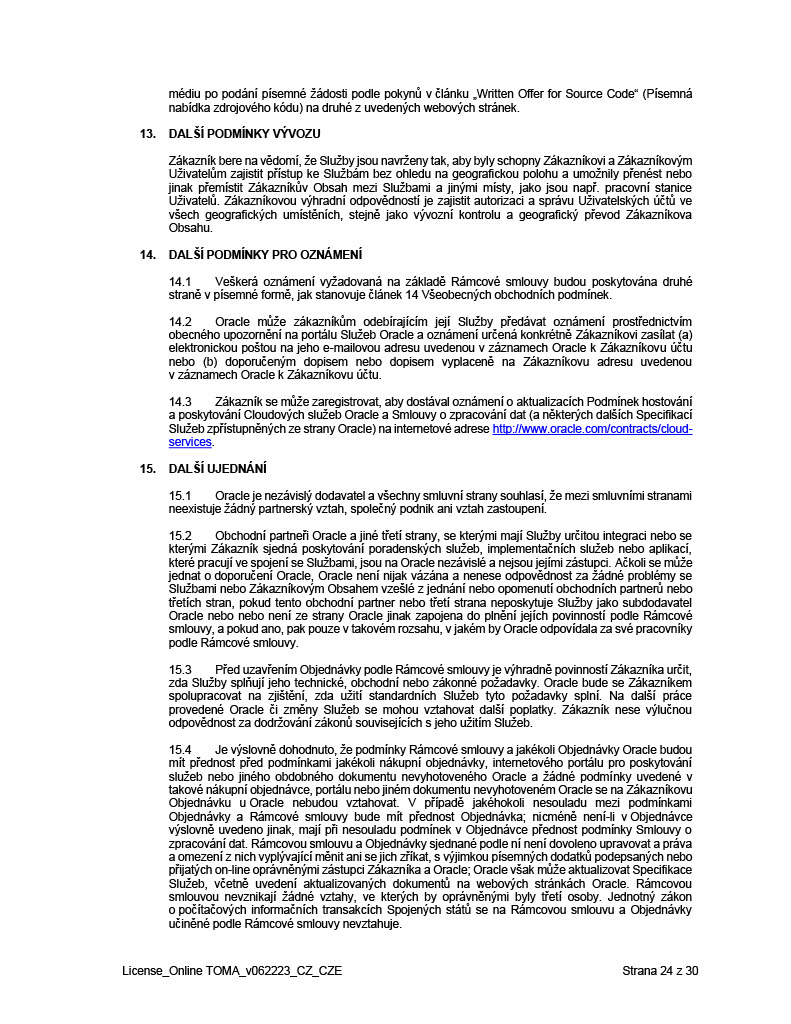 médiu po podání písemné žádosti podle pokynů v článku „Written Offer for Source Code“ (Písemná
nabídka zdrojového kódu) na druhé z uvedených webových stránek.
13. DALŠÍ PODMÍNKY VÝVOZU
Zákazník bere na vědomí, že Služby jsou navrženy tak, aby byly schopny Zákazníkovi a Zákazníkovým
Uživatelům zajistit přístup ke Službám bez ohledu na geografickou polohu a umožnily přenést nebo
jinak přemístit Zákazníkův Obsah mezi Službami a jinými místy, jako jsou např. pracovní stanice
Uživatelů. Zákazníkovou výhradní odpovědností je zajistit autorizaci a správu Uživatelských účtů ve
všech geografických umístěních, stejně jako vývozní kontrolu a geografický převod Zákazníkova
Obsahu.
14. DALŠÍ PODMÍNKY PRO OZNÁMENÍ
14.1 Veškerá oznámení vyžadovaná na základě Rámcové smlouvy budou poskytována druhé
straně v písemné formě, jak stanovuje článek 14 Všeobecných obchodních podmínek.
14.2 Oracle může zákazníkům odebírajícím její Služby předávat oznámení prostřednictvím
obecného upozornění na portálu Služeb Oracle a oznámení určená konkrétně Zákazníkovi zasílat (a)
elektronickou poštou na jeho e-mailovou adresu uvedenou v záznamech Oracle k Zákazníkovu účtu
nebo (b) doporučeným dopisem nebo dopisem vyplaceně na Zákazníkovu adresu uvedenou
v záznamech Oracle k Zákazníkovu účtu.
14.3 Zákazník se může zaregistrovat, aby dostával oznámení o aktualizacích Podmínek hostování
a poskytování Cloudových služeb Oracle a Smlouvy o zpracování dat (a některých dalších Specifikací
Služeb zpřístupněných ze strany Oracle) na internetové adrese http://www.oracle.com/contracts/cloud-
services.
15. DALŠÍ UJEDNÁNÍ
15.1 Oracle je nezávislý dodavatel a všechny smluvní strany souhlasí, že mezi smluvními stranami
neexistuje žádný partnerský vztah, společný podnik ani vztah zastoupení.
15.2 Obchodní partneři Oracle a jiné třetí strany, se kterými mají Služby určitou integraci nebo se
kterými Zákazník sjedná poskytování poradenských služeb, implementačních služeb nebo aplikací,
které pracují ve spojení se Službami, jsou na Oracle nezávislé a nejsou jejími zástupci. Ačkoli se může
jednat o doporučení Oracle, Oracle není nijak vázána a nenese odpovědnost za žádné problémy se
Službami nebo Zákazníkovým Obsahem vzešlé z jednání nebo opomenutí obchodních partnerů nebo
třetích stran, pokud tento obchodní partner nebo třetí strana neposkytuje Služby jako subdodavatel
Oracle nebo nebo není ze strany Oracle jinak zapojena do plnění jejích povinností podle Rámcové
smlouvy, a pokud ano, pak pouze v takovém rozsahu, v jakém by Oracle odpovídala za své pracovníky
podle Rámcové smlouvy.
15.3 Před uzavřením Objednávky podle Rámcové smlouvy je výhradně povinností Zákazníka určit,
zda Služby splňují jeho technické, obchodní nebo zákonné požadavky. Oracle bude se Zákazníkem
spolupracovat na zjištění, zda užití standardních Služeb tyto požadavky splní. Na další práce
provedené Oracle či změny Služeb se mohou vztahovat další poplatky. Zákazník nese výlučnou
odpovědnost za dodržování zákonů souvisejících s jeho užitím Služeb.
15.4 Je výslovně dohodnuto, že podmínky Rámcové smlouvy a jakékoli Objednávky Oracle budou
mít přednost před podmínkami jakékoli nákupní objednávky, internetového portálu pro poskytování
služeb nebo jiného obdobného dokumentu nevyhotoveného Oracle a žádné podmínky uvedené v
takové nákupní objednávce, portálu nebo jiném dokumentu nevyhotoveném Oracle se na Zákazníkovu
Objednávku u Oracle nebudou vztahovat. V případě jakéhokoli nesouladu mezi podmínkami
Objednávky a Rámcové smlouvy bude mít přednost Objednávka; nicméně není-li v Objednávce
výslovně uvedeno jinak, mají při nesouladu podmínek v Objednávce přednost podmínky Smlouvy o
zpracování dat. Rámcovou smlouvu a Objednávky sjednané podle ní není dovoleno upravovat a práva
a omezení z nich vyplývající měnit ani se jich zříkat, s výjimkou písemných dodatků podepsaných nebo
přijatých on-line oprávněnými zástupci Zákazníka a Oracle; Oracle však může aktualizovat Specifikace
Služeb, včetně uvedení aktualizovaných dokumentů na webových stránkách Oracle. Rámcovou
smlouvou nevznikají žádné vztahy, ve kterých by oprávněnými byly třetí osoby. Jednotný zákon
o počítačových informačních transakcích Spojených států se na Rámcovou smlouvu a Objednávky
učiněné podle Rámcové smlouvy nevztahuje.
License_Online TOMA_v062223_CZ_CZE Strana 24 z 30